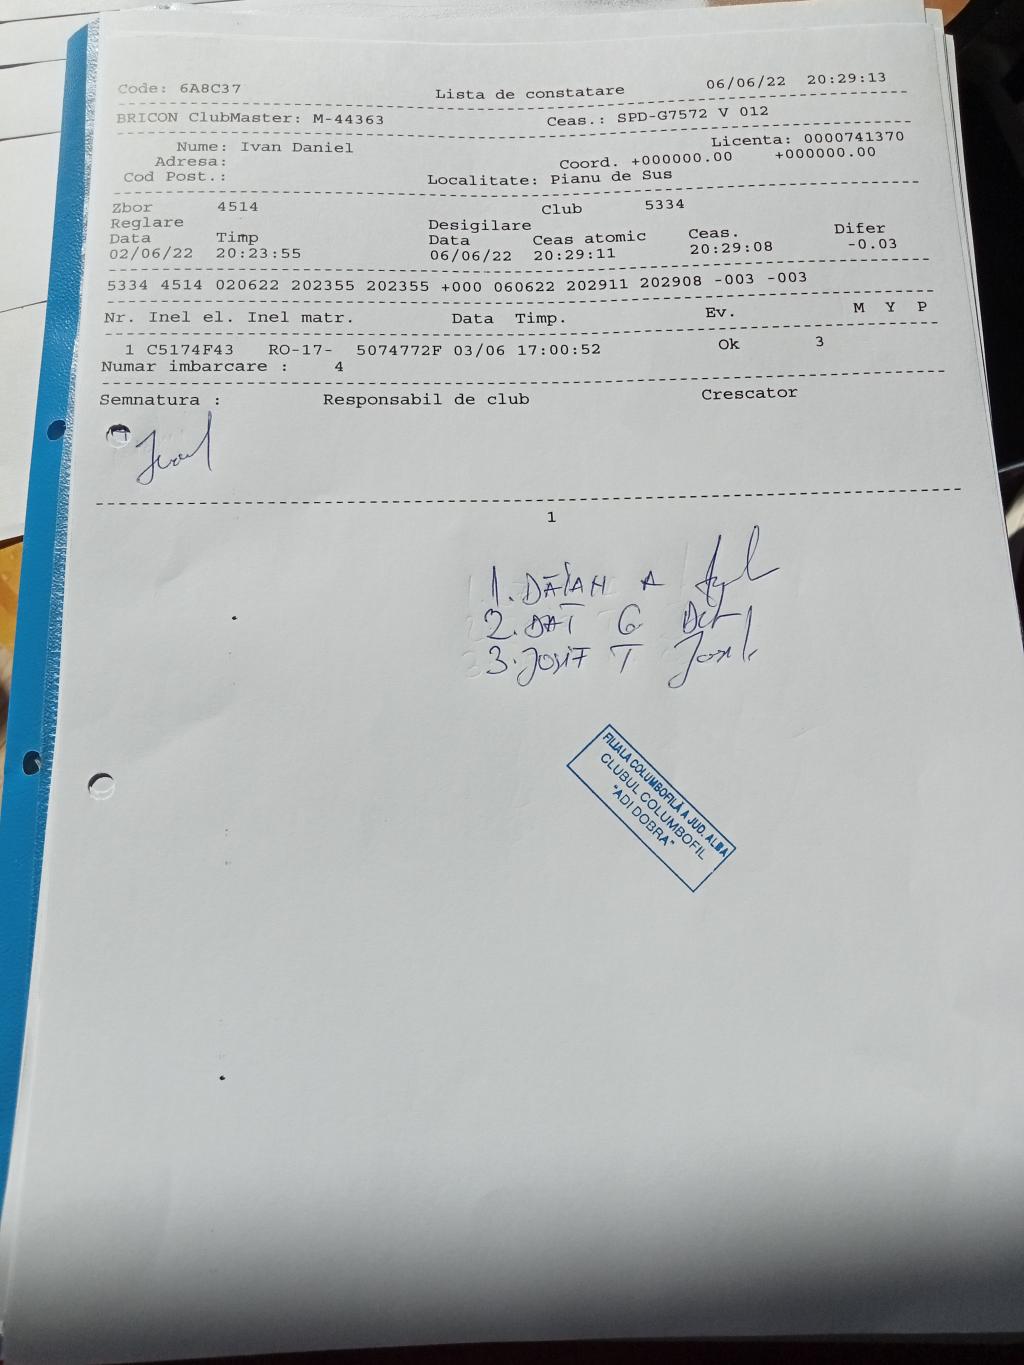 Code: 6A8C37 Lista de constatare 06/06/22 20:29:13
BRICON ClubMaster: M-44363 Ceas.: SPD-G7572 V 012
Nume: Ivan Daniel Licenta: 0000741370
Adresa: Coord. +000000.00 +000000.00
Cod Post.: Localitate: Pianu de Sus
Zbor 4514 Club 5334
Reglare Desigilare
Data Timp Data Ceas atomic Ceas. Difer
02/06/22 20:23:55 06/06/22 20:29:11 20:29:08 -0.03
5334 4514 020622 202355 202355 +000 060622 202911 202908 -003 -003
Nr. Inel el. Inel matr. Data Timp. Ev. M Y P
1 C5174F43 RO-17- 5074772F 03/06 17:00:52 Ok 3
Numar imbarcare : 4
Semnatura : Responsabil de club Crescator
1
1. A
2. G
3. Josif T
FILIALA COLUMBOFILĂ A JUD. ALBA
CLUBUL COLUMBOFIL
"ADI DOBRA"